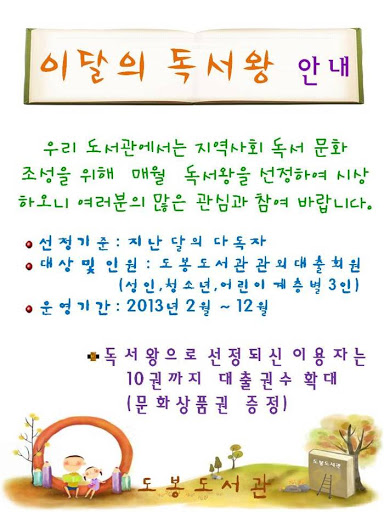 이달의 독서왕 안내
우리 도서관에서는 지역사회 독서 문화
조성을 위해 매월 독서왕을 선정하여 시상
하오니 여러분의 많은 관심과 참여 바랍니다.
선정기준 : 지난 달의 다독자
대상 및 인원 : 도봉도서관 관외대출회원
(성인,청소년,어린이 계층별 3인)
운영기간 : 2013년 2월 ~ 12월
독서왕으로 선정되신 이용자는
10권까지 대출권수 확대
(문화상품권 증정)
도봉도서관
도봉도서관